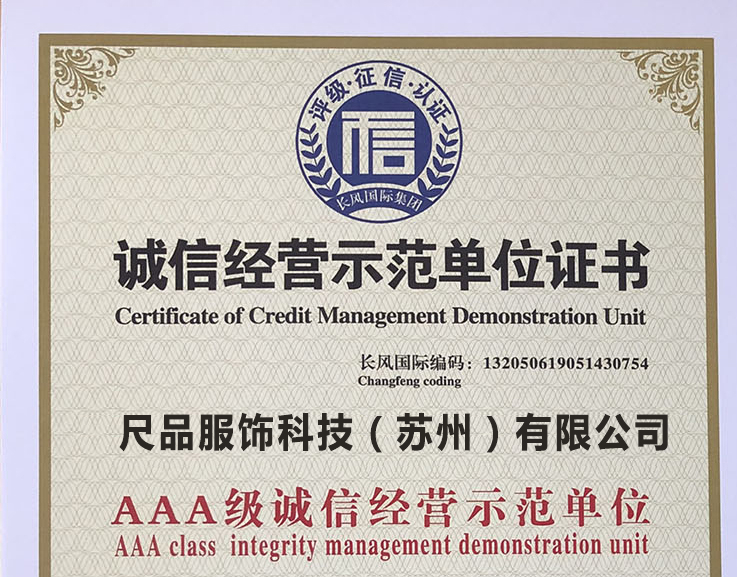 评级·征信·认证
信
长风国际集团
诚信经营示范单位证书
Certificate of Credit Management Demonstration Unit
长风国际编码：132050619051430754
Changfeng coding
尺品服饰科技（苏州）有限公司
AAA级诚信经营示范单位
AAA class integrity management demonstration unit